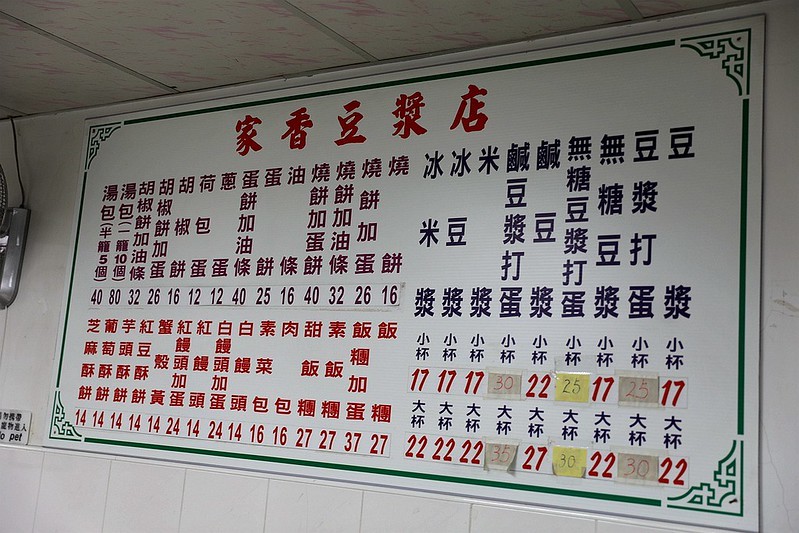 家香豆漿店
豆漿 小杯 17 大杯 22
豆漿打蛋 小杯 25 大杯 30
無糖豆漿 小杯 17 大杯 22
無糖豆漿打蛋 小杯 25 大杯 30
鹹豆漿 小杯 22 大杯 27
鹹豆漿打蛋 小杯 30 大杯 35
米漿 小杯 17 大杯 22
冰豆漿 小杯 17 大杯 22
冰米漿 小杯 17 大杯 22
燒餅 16
燒餅加蛋 26
燒餅加油條 32
燒餅加蛋餅 40
油條 16
蛋餅 25
蛋餅加油條 40
蔥蛋 12
荷包蛋 12
胡椒餅 16
胡椒餅加蛋 26
胡椒餅加油條 32
湯包(一籠10個) 80
湯包(半籠5個) 40
飯糰 27
飯糰加蛋 37
素飯糰 27
甜飯糰 27
肉包 16
素菜包 16
白饅頭 14
白饅頭加蛋 24
紅饅頭 14
紅饅頭加蛋 24
蟹殼黃 14
紅豆酥餅 14
芋頭酥餅 14
葡萄酥餅 14
芝麻酥餅 14
勿攜帶
寵物進入
o pet